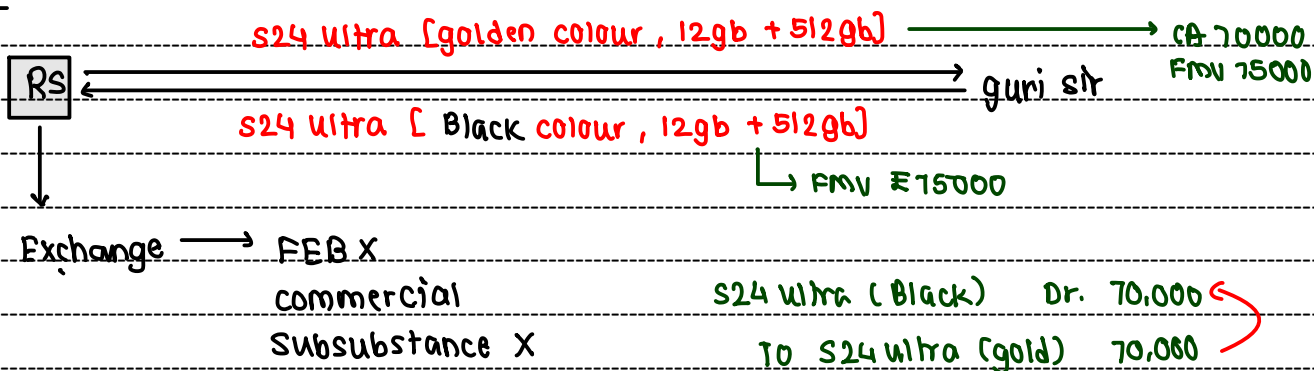 S24 Ultra [golden colour, 12gb + 512gb] → CA 70000
FMV 75000
RS
guri sir
S24 Ultra [Black colour, 12gb + 512gb]
→ FMV ₹75000
Exchange → FEB X
commercial
Subsubstance X
S24 Ultra (Black) Dr. 70,000
To S24 Ultra (gold) 70,000